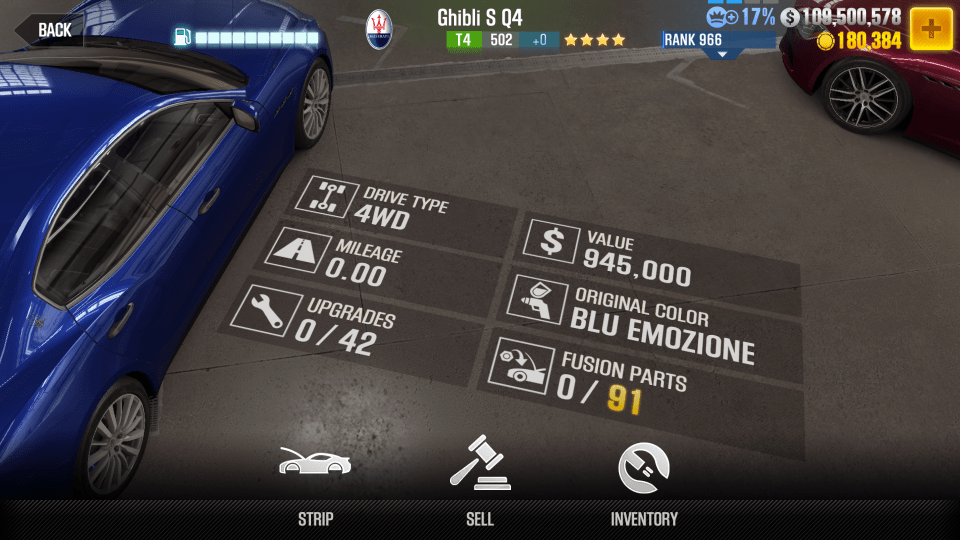 BACK
Ghibli S Q4
T4 502 +0
17%
109,500,578
RANK 966
180,384
DRIVE TYPE
4WD
MILEAGE
0.00
UPGRADES
0 / 42
VALUE
945,000
ORIGINAL COLOR
BLU EMOZIONE
FUSION PARTS
0 / 91
STRIP
SELL
INVENTORY